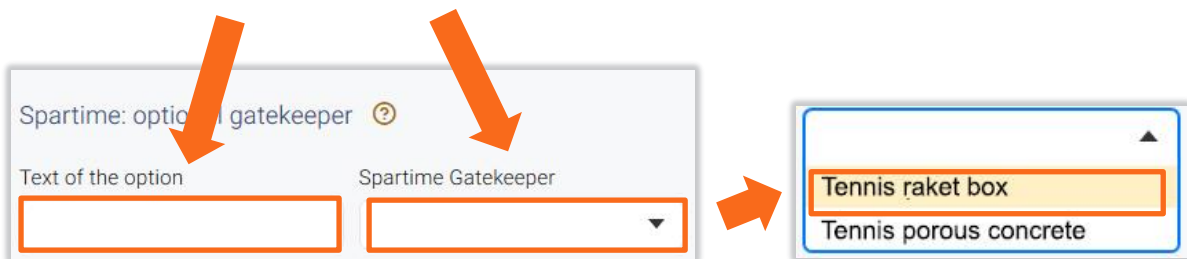 Spartime: optional gatekeeper
Text of the option
Spartime Gatekeeper
Tennis raket box
Tennis porous concrete